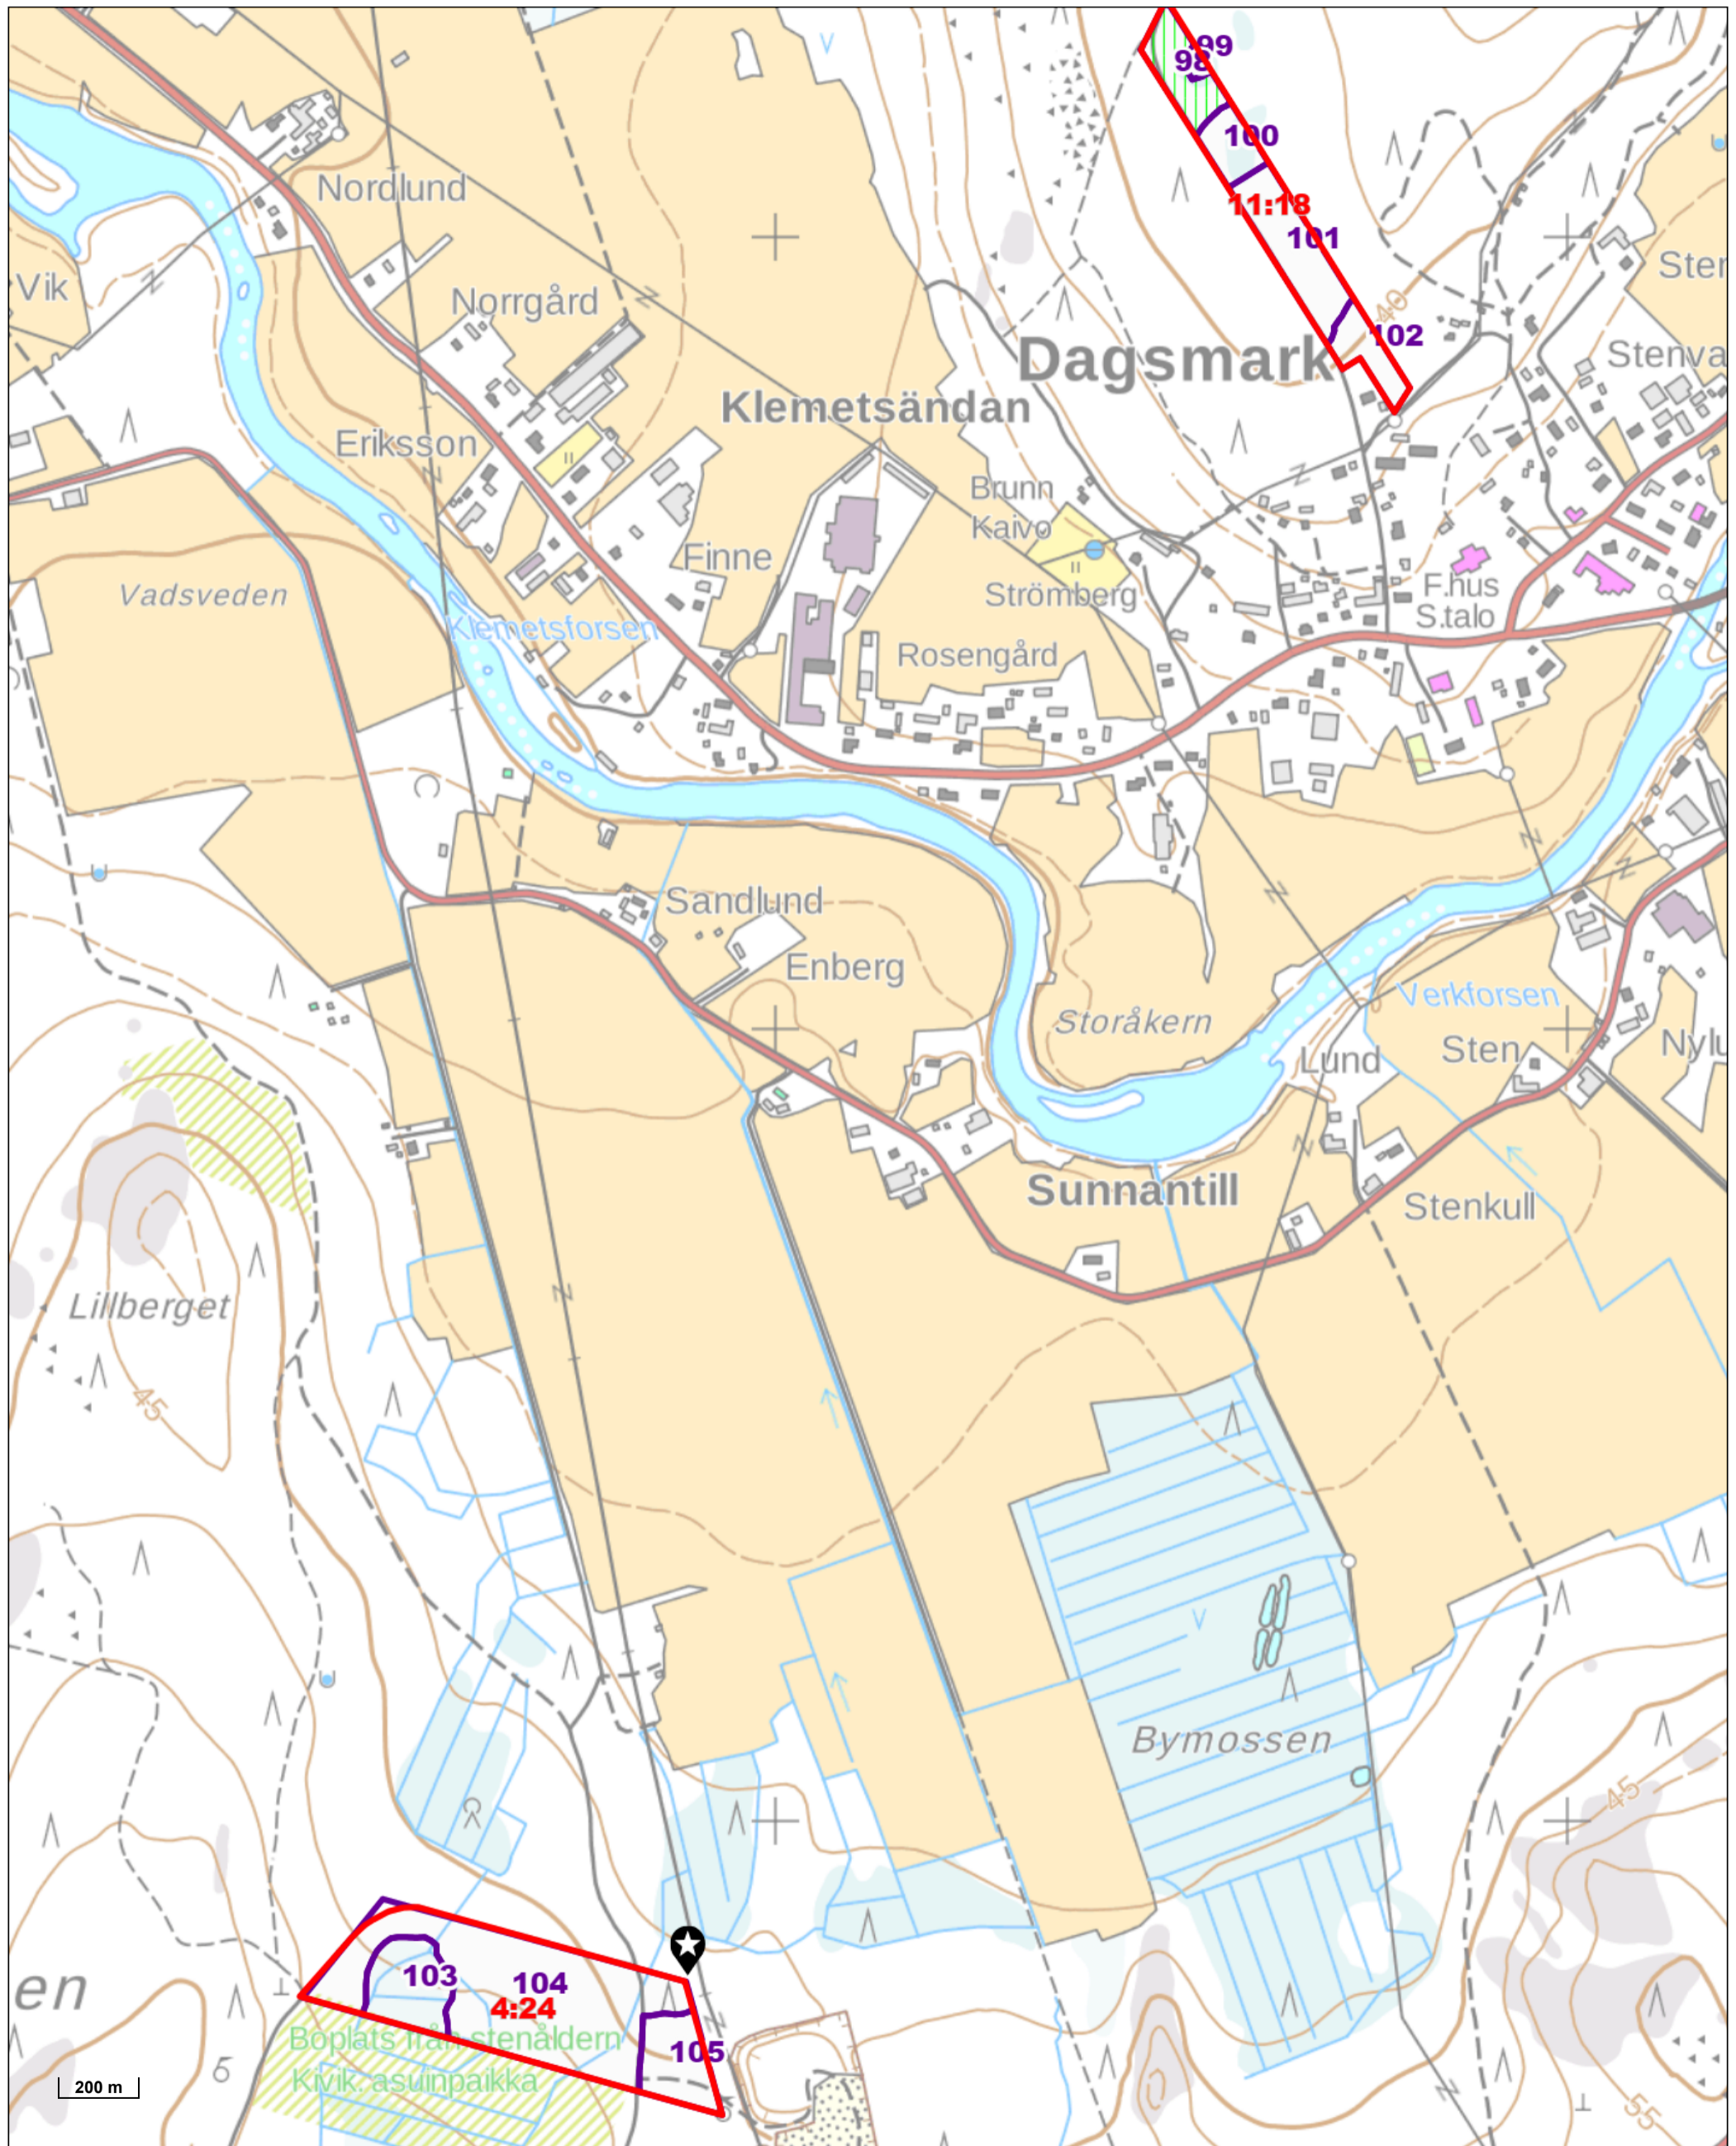 99
98
100
Nordlund
11:18
101
Vik
Norrgård
40
Ster
102
Dagsmark
Stenva
Klemetsändan
Eriksson
Brunn
Kaivo
Finne
Vadsveden
Strömberg
F.hus
S.talo
Klemetsforsen
Rosengård
Sandlund
Enberg
Verkforsen
Storåkern
Lund
Sten
Nylu
Sunnantill
Stenkull
Lillberget
45
Bymossen
45
103
104
en
4:24
Boplats från stenåldern
105
Kivik. asuinpaikka
200 m
55